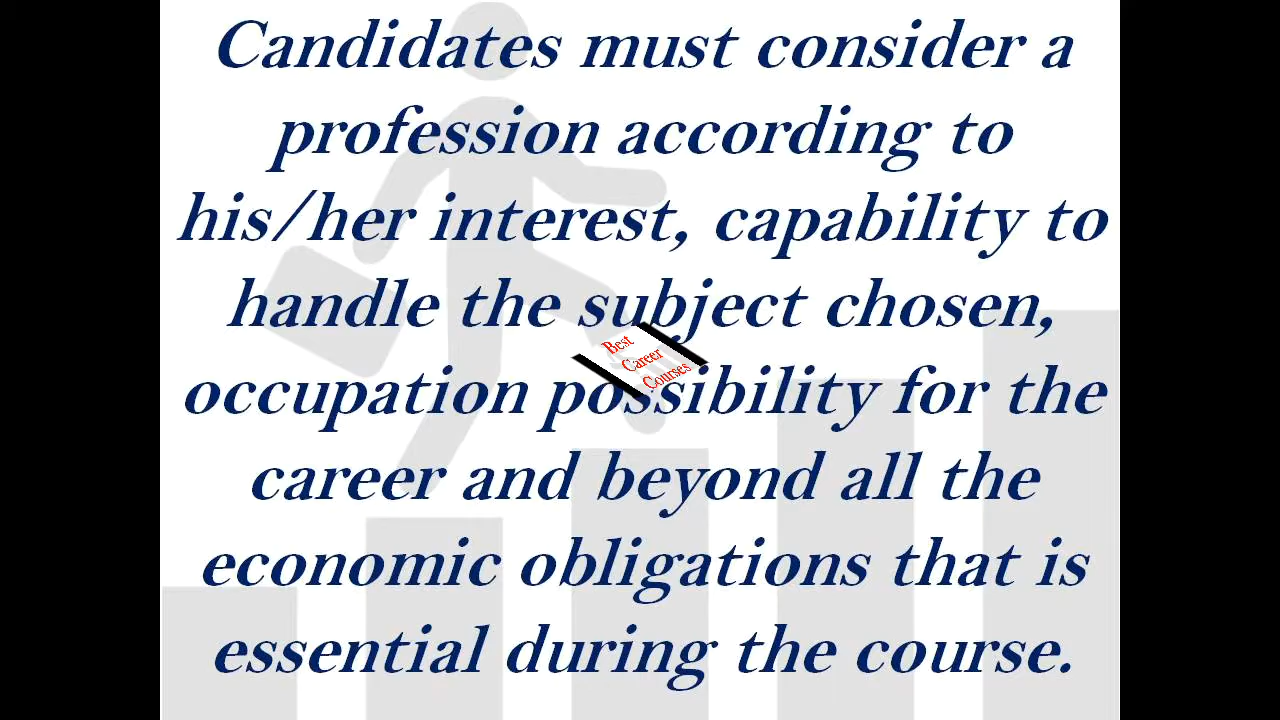 Candidates must consider a
profession according to
his/her interest, capability to
handle the subject chosen,
Best
Career
Courses
occupation possibility for the
career and beyond all the
economic obligations that is
essential during the course.